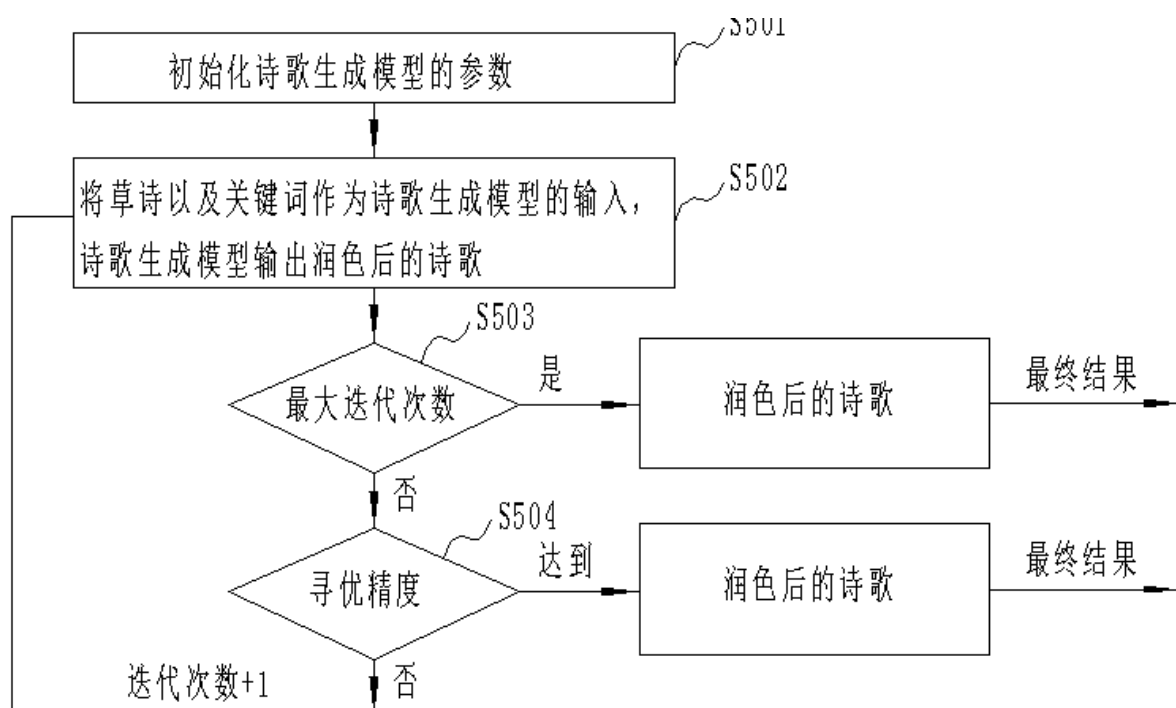 S501
初始化诗歌生成模型的参数
S502
将草诗以及关键词作为诗歌生成模型的输入,
诗歌生成模型输出润色后的诗歌
S503
最大迭代次数
是
润色后的诗歌
最终结果
否
S504
寻优精度
达到
润色后的诗歌
最终结果
迭代次数+1
否